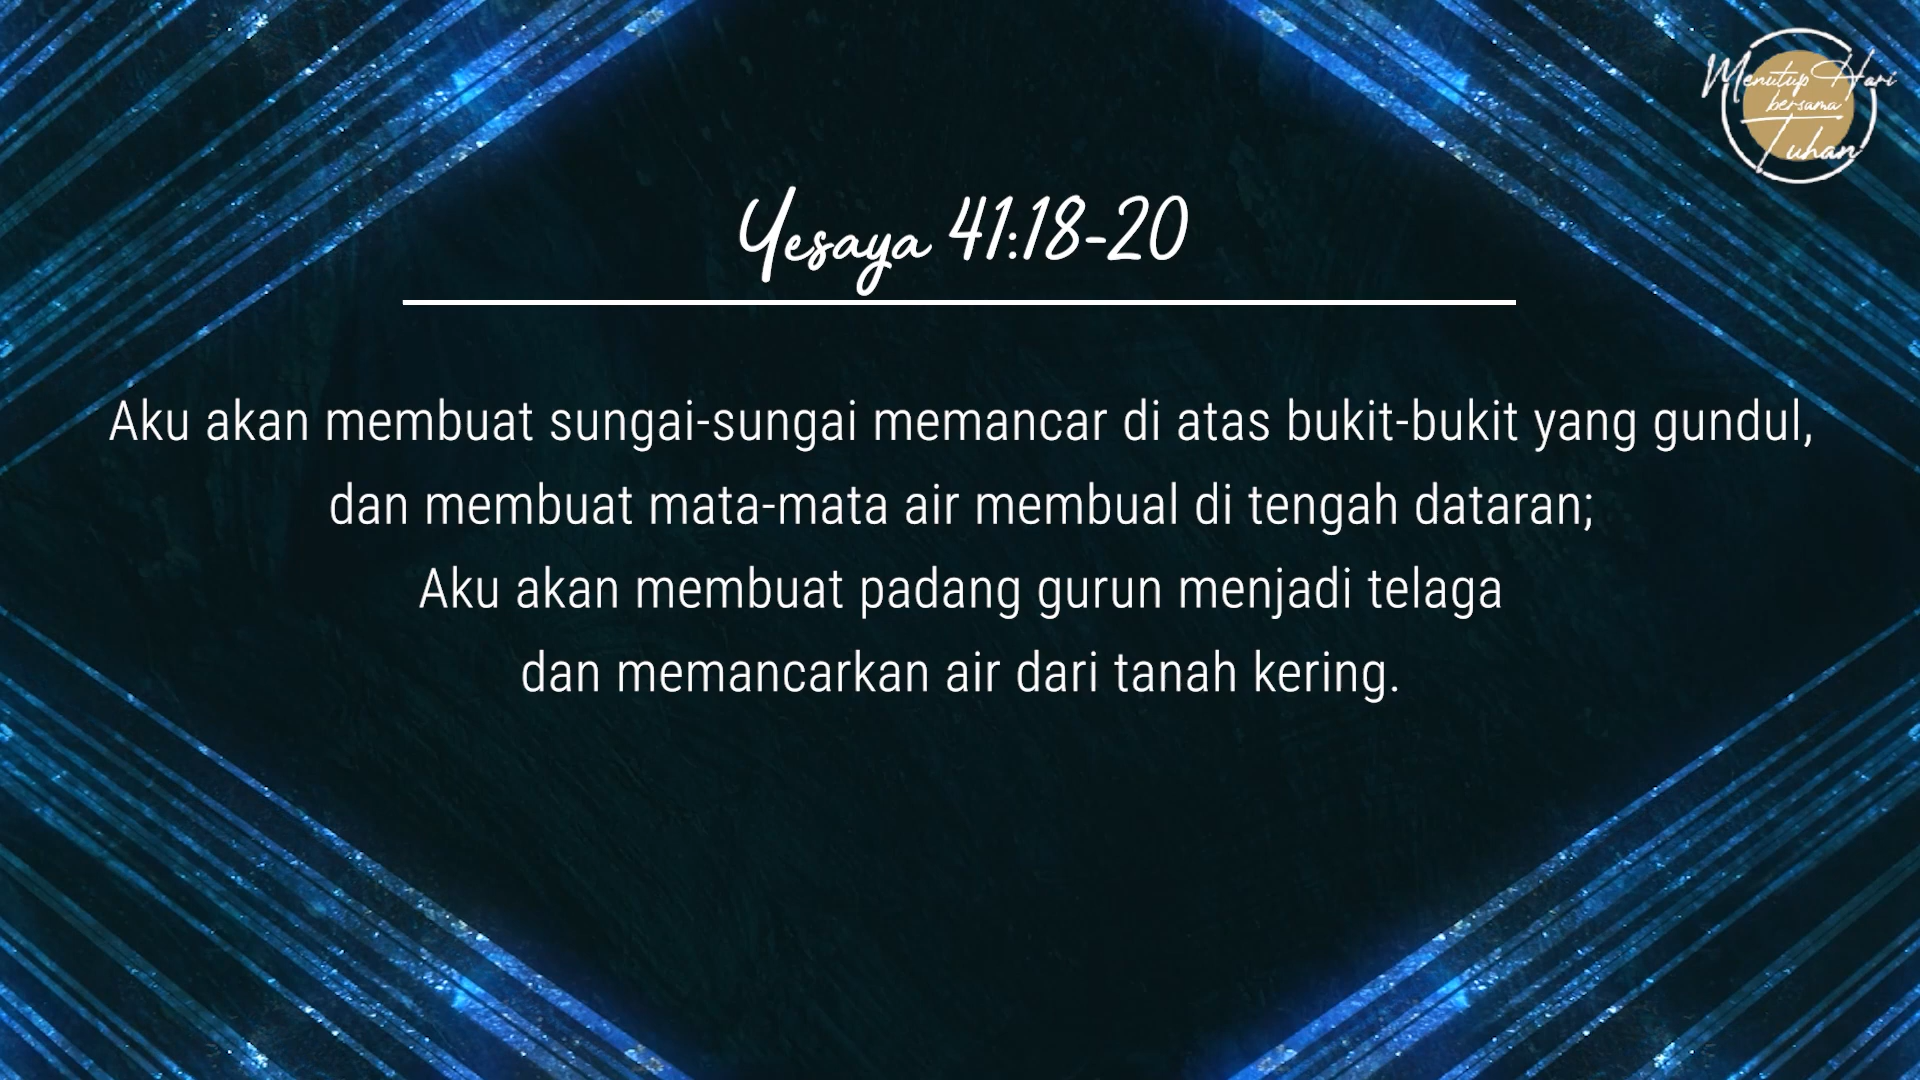 Menutup Hari
bersama
Tuhan
Yesaya 41:18-20
Aku akan membuat sungai-sungai memancar di atas bukit-bukit yang gundul,
dan membuat mata-mata air membual di tengah dataran;
Aku akan membuat padang gurun menjadi telaga
dan memancarkan air dari tanah kering.